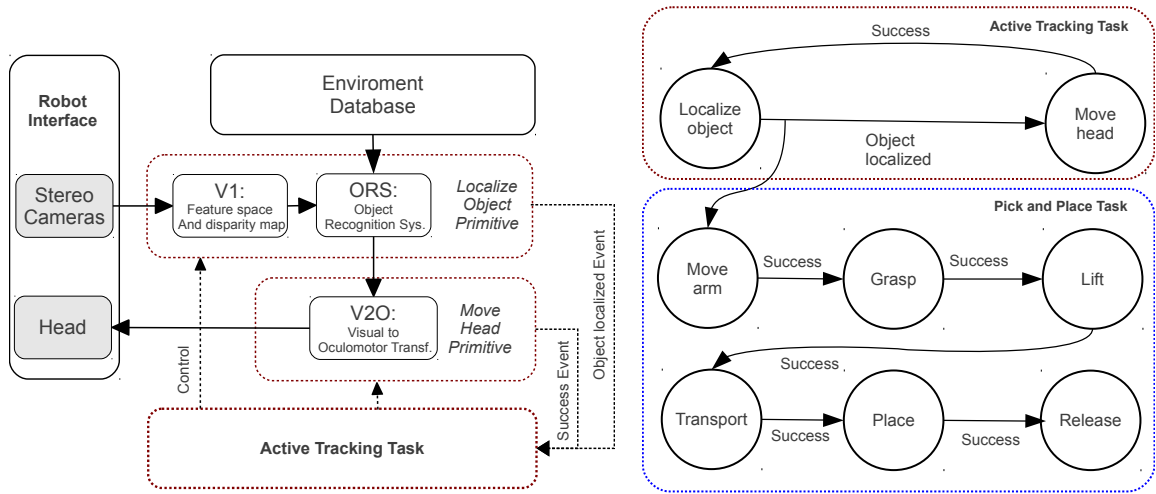 Robot
Interface
Stereo
Cameras
Head
Enviroment
Database
V1:
Feature space
And disparity map
ORS:
Object
Recognition Sys.
Localize
Object
Primitive
V2O:
Visual to
Oculomotor Transf.
Move
Head
Primitive
Control
Success Event
Object localized Event
Active Tracking Task
Active Tracking Task
Success
Localize
object
Object
localized
Move
head
Pick and Place Task
Move
arm
Success
Grasp
Success
Lift
Success
Transport
Success
Place
Success
Release